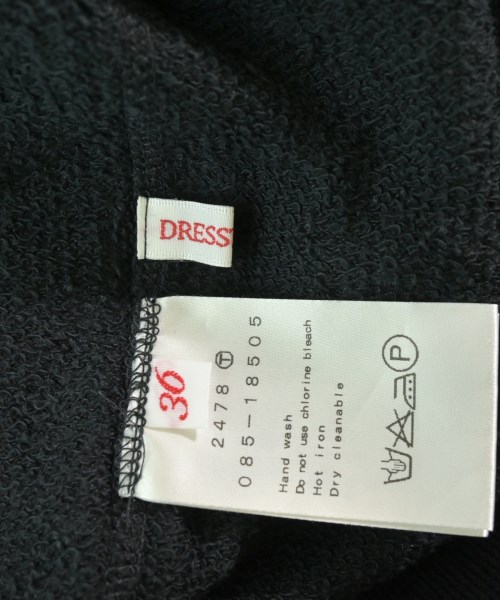 DRESS
36
2478 T
085-18505
Hand wash
Do not use chlorine bleach
Hot iron
Dry cleanable
P